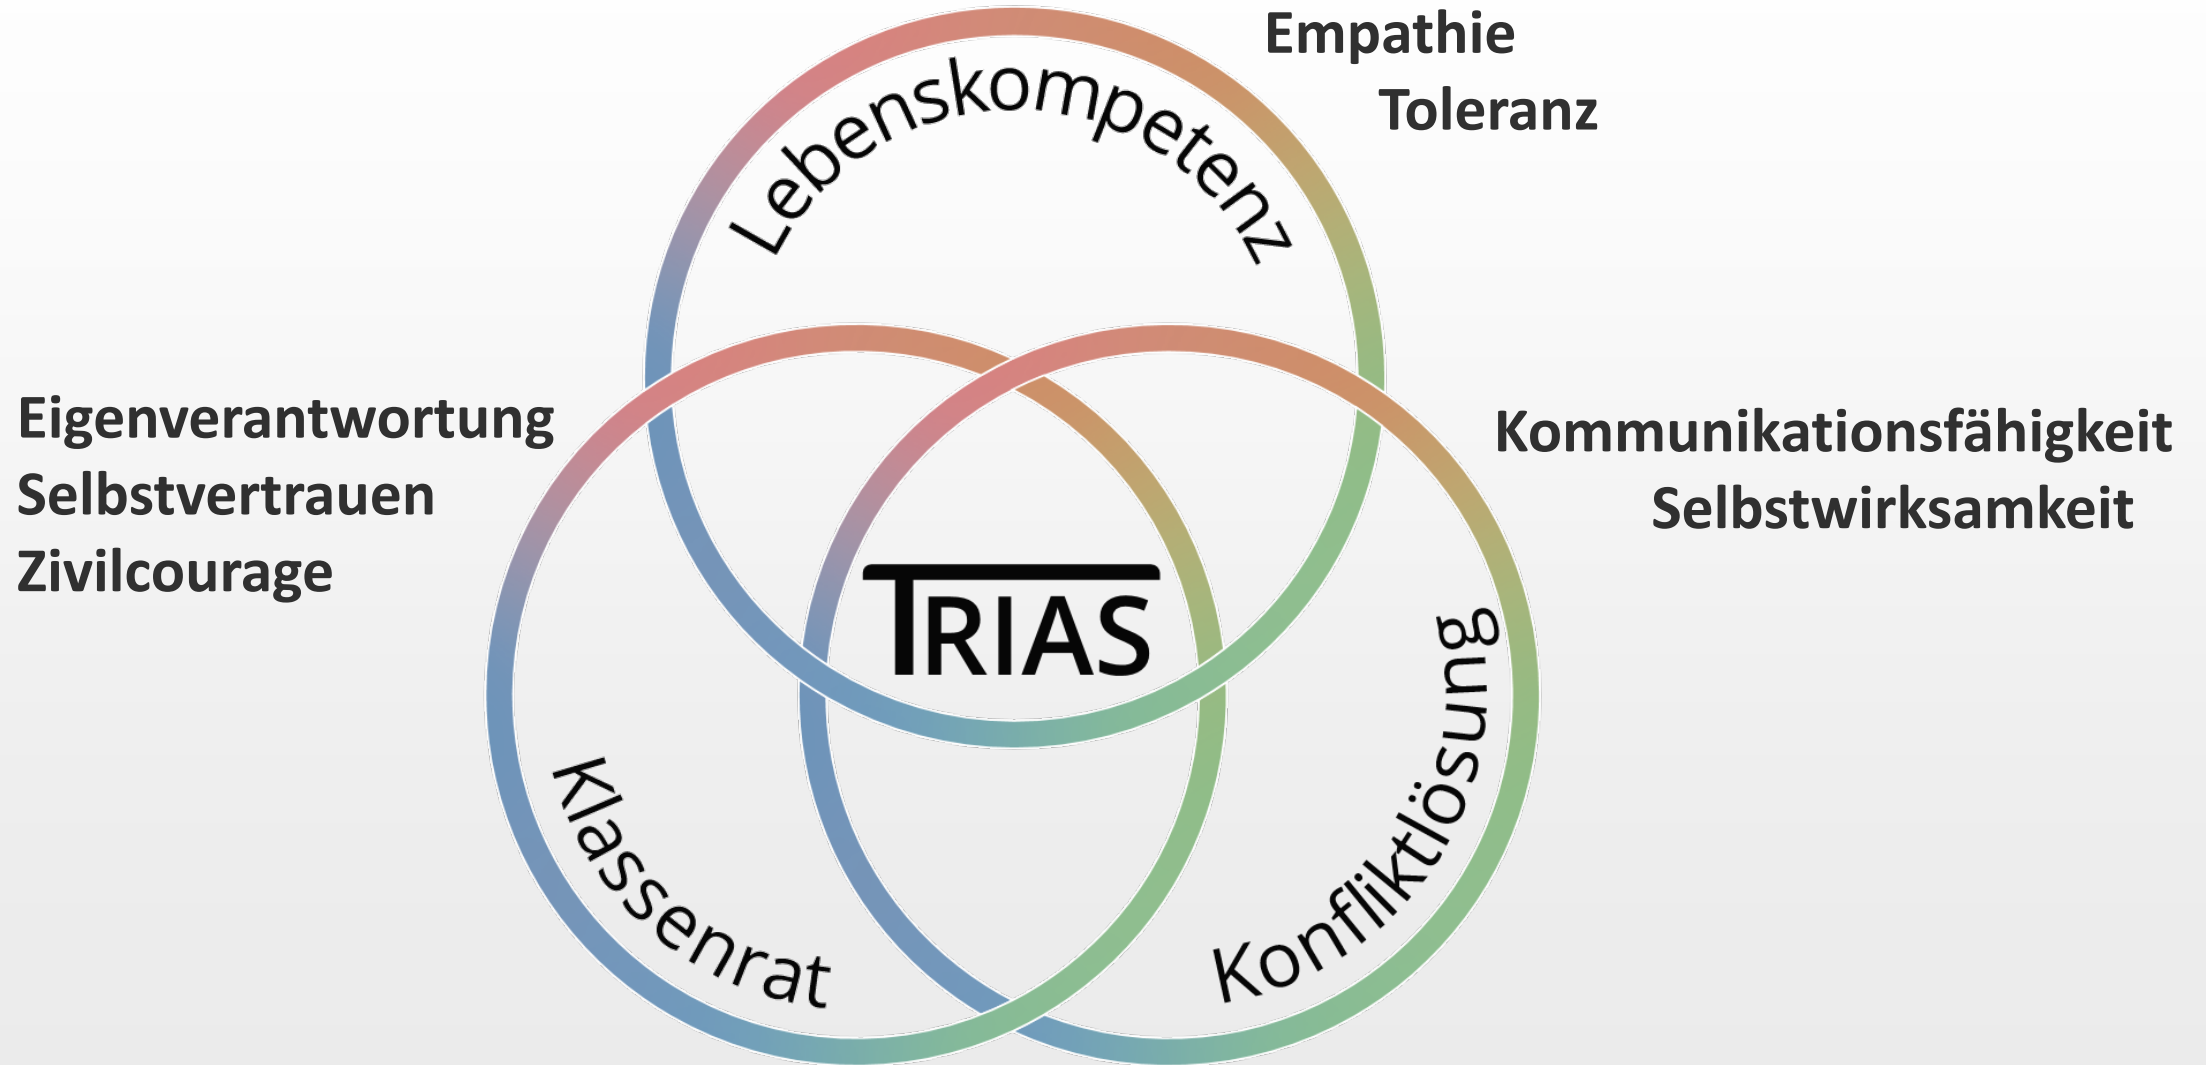 Empathie
Toleranz
Lebenskompetenz
Eigenverantwortung
Selbstvertrauen
Zivilcourage
Kommunikationsfähigkeit
Selbstwirksamkeit
TRIAS
Klassenrat
Konfliktlösung